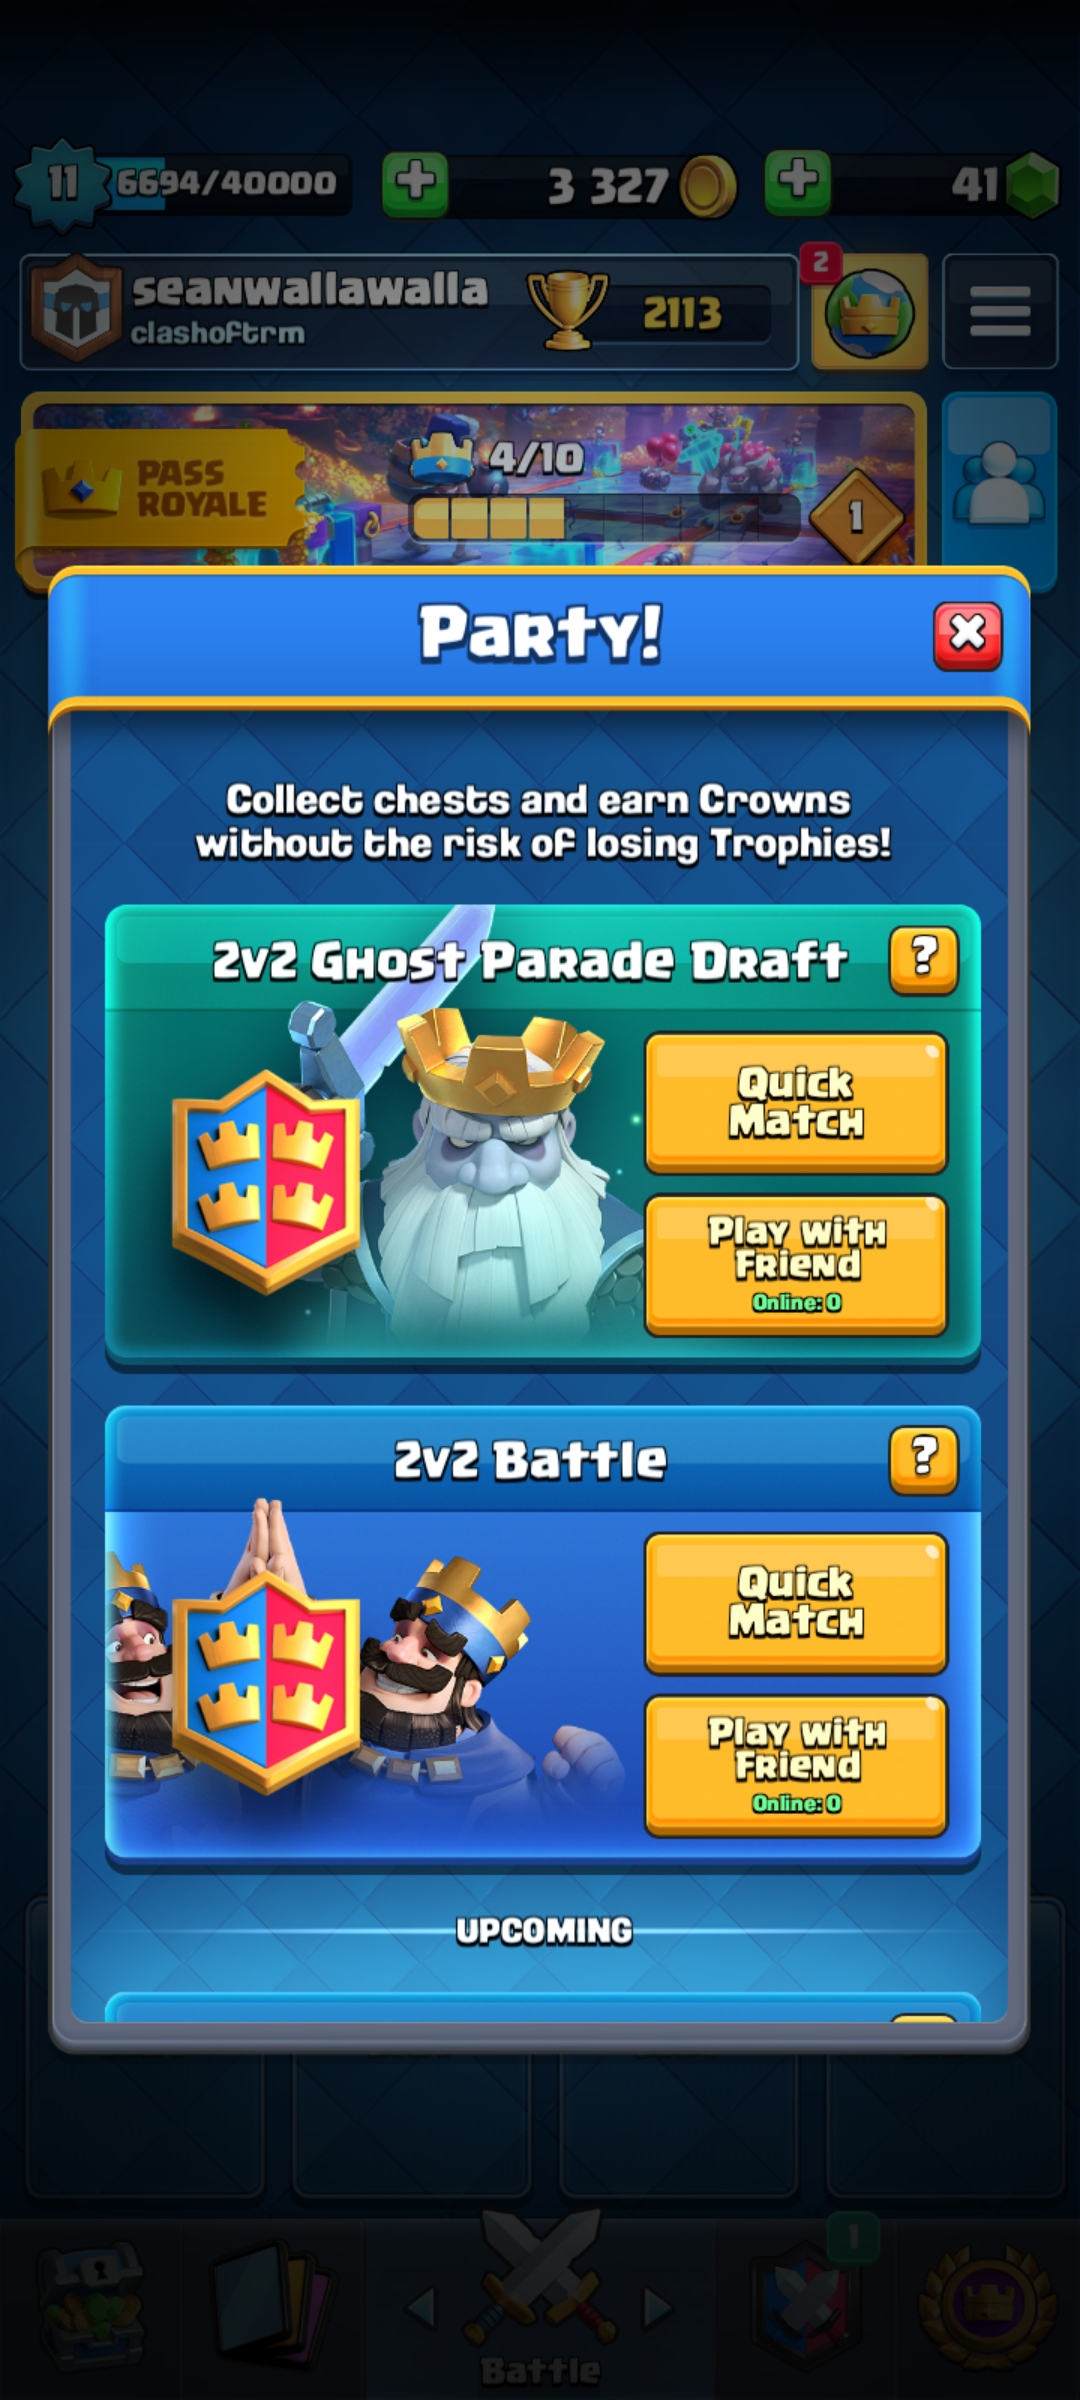 11
6694/40000
3 327
41
seanwallawalla
clashoftrm
2113
2
PASS
ROYALE
4/10
1
Party!
Collect chests and earn Crowns
without the risk of losing Trophies!
2v2 Ghost Parade Draft
?
Quick
Match
Play with
Friend
Online: 0
2v2 Battle
?
Quick
Match
Play with
Friend
Online: 0
UPCOMING
1
Battle